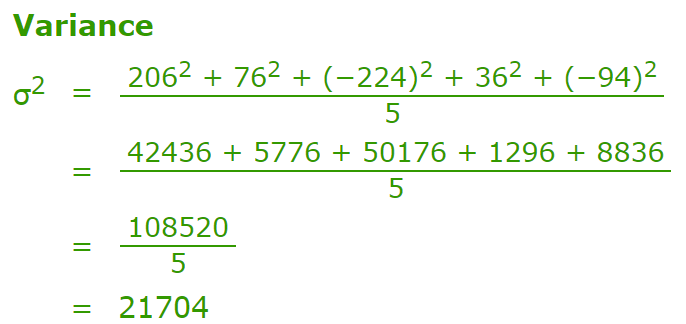 Variance
σ² = (206² + 76² + (−224)² + 36² + (−94)²) / 5
= (42436 + 5776 + 50176 + 1296 + 8836) / 5
= 108520 / 5
= 21704